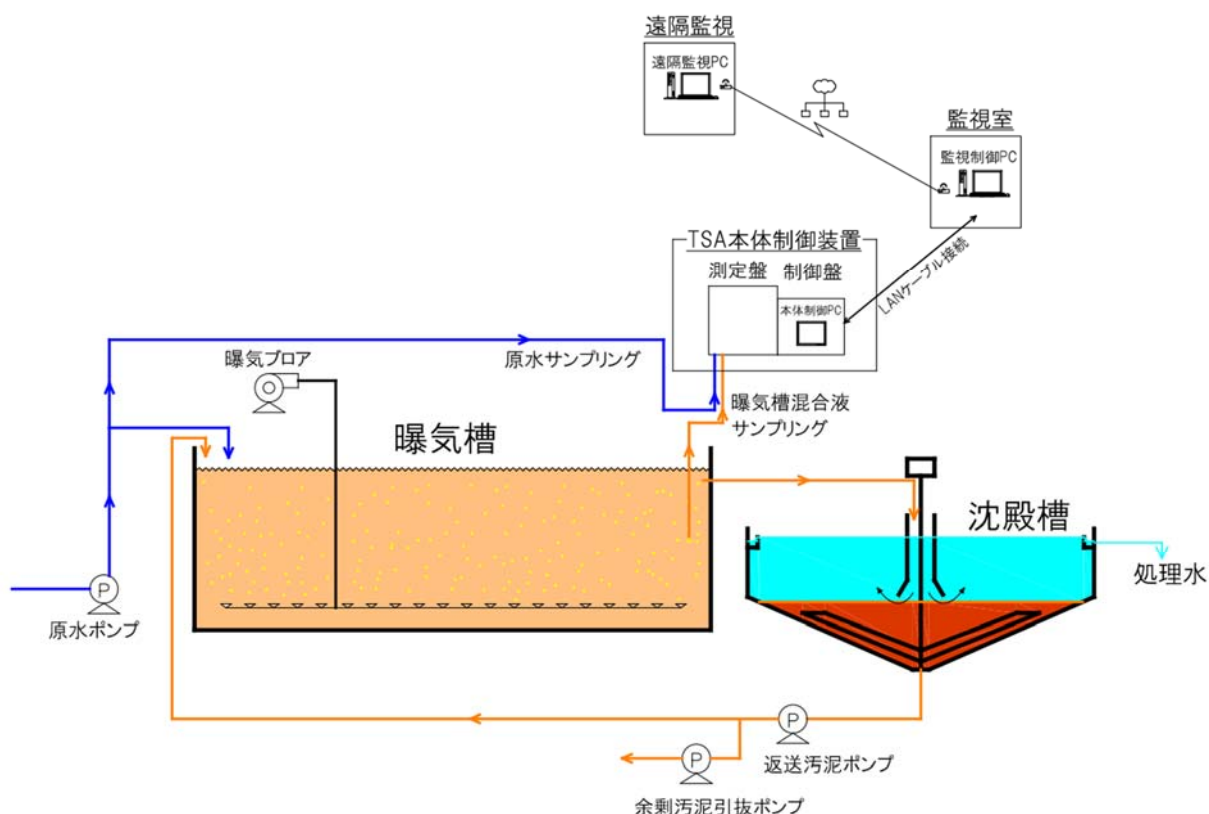 遠隔監視
遠隔監視PC
監視室
監視制御PC
LANケーブル接続
TSA本体制御装置
測定盤 制御盤
本体制御PC
原水サンプリング
曝気ブロア
曝気槽混合液
サンプリング
曝気槽
沈殿槽
処理水
P
原水ポンプ
P
返送汚泥ポンプ
P
余剰汚泥引抜ポンプ